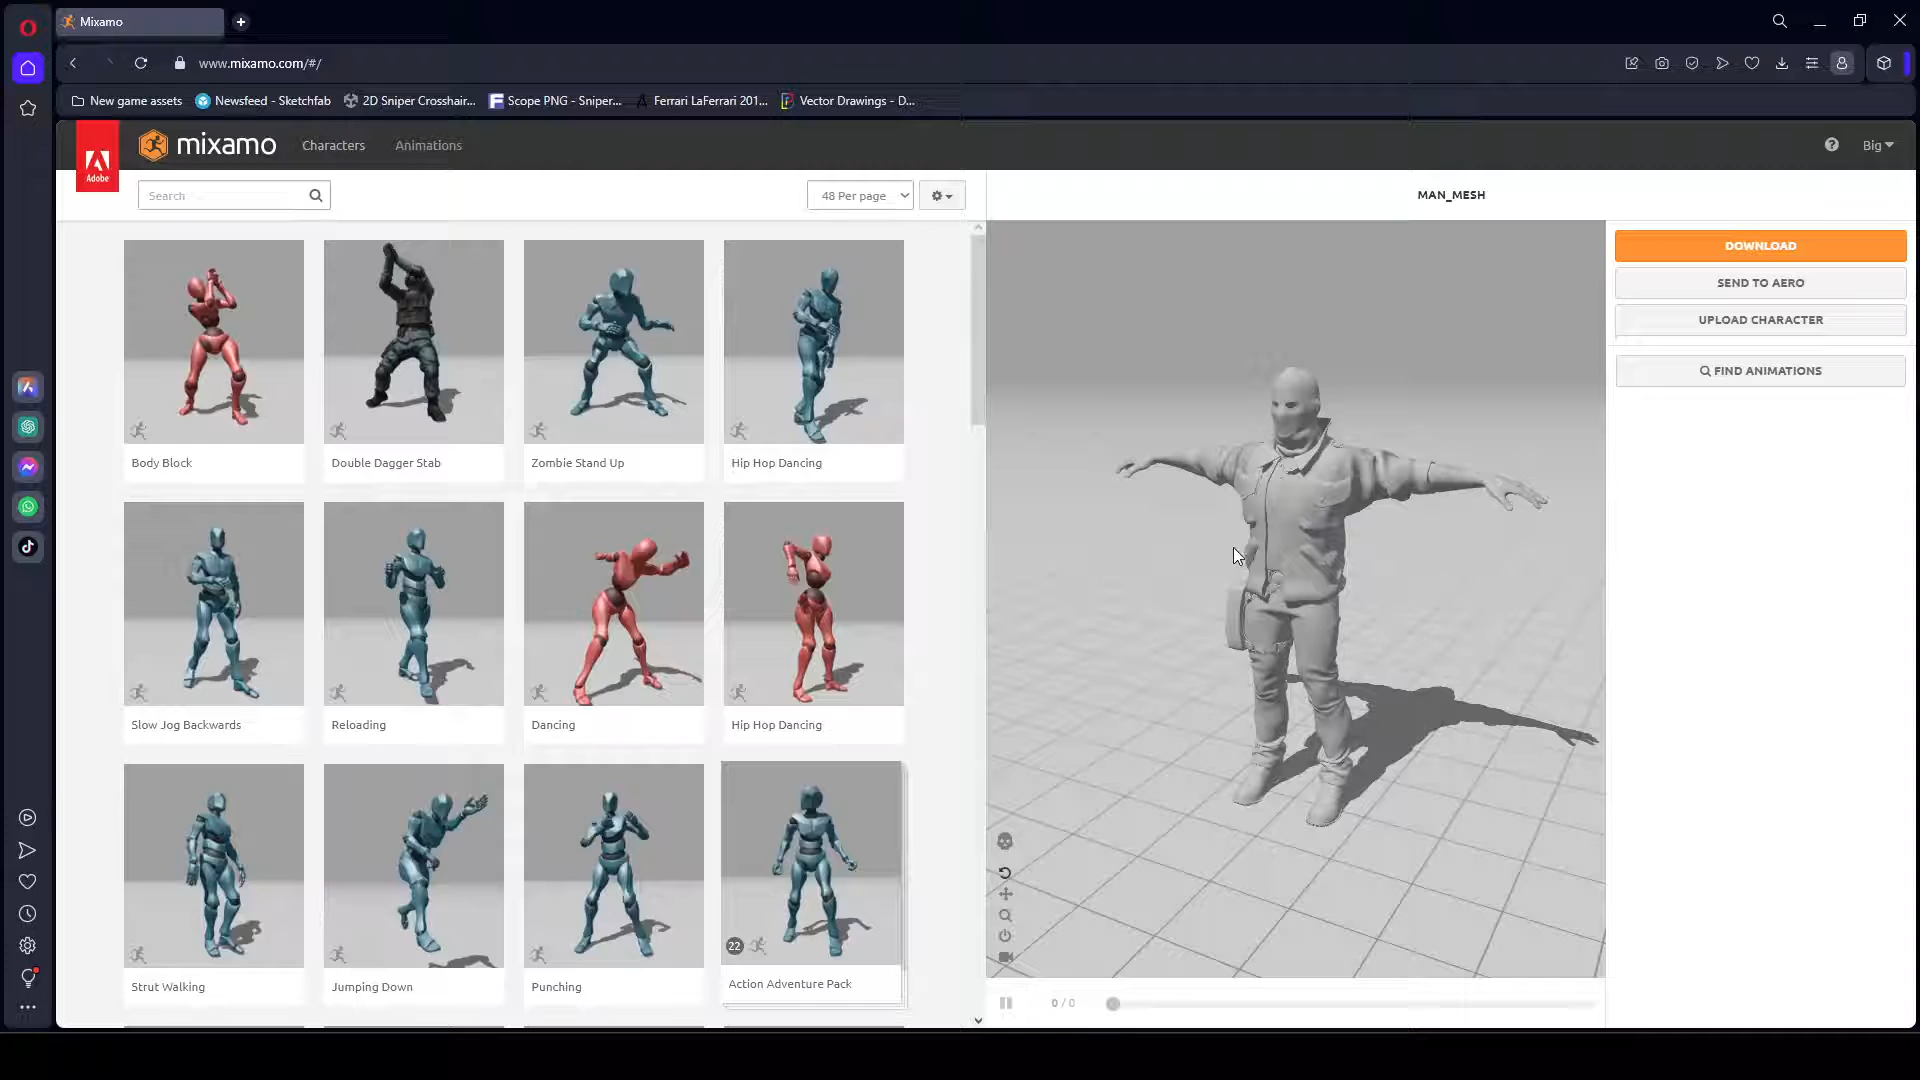 Mixamo
www.mixamo.com/#/
New game assets
Newsfeed - Sketchfab
2D Sniper Crosshair...
Scope PNG - Sniper...
Ferrari LaFerrari 201...
Vector Drawings - D...
Adobe
mixamo
Characters
Animations
Big
Search
48 Per page
MAN_MESH
DOWNLOAD
SEND TO AERO
UPLOAD CHARACTER
FIND ANIMATIONS
Body Block
Double Dagger Stab
Zombie Stand Up
Hip Hop Dancing
Slow Jog Backwards
Reloading
Dancing
Hip Hop Dancing
Strut Walking
Jumping Down
Punching
22
Action Adventure Pack
0 / 0